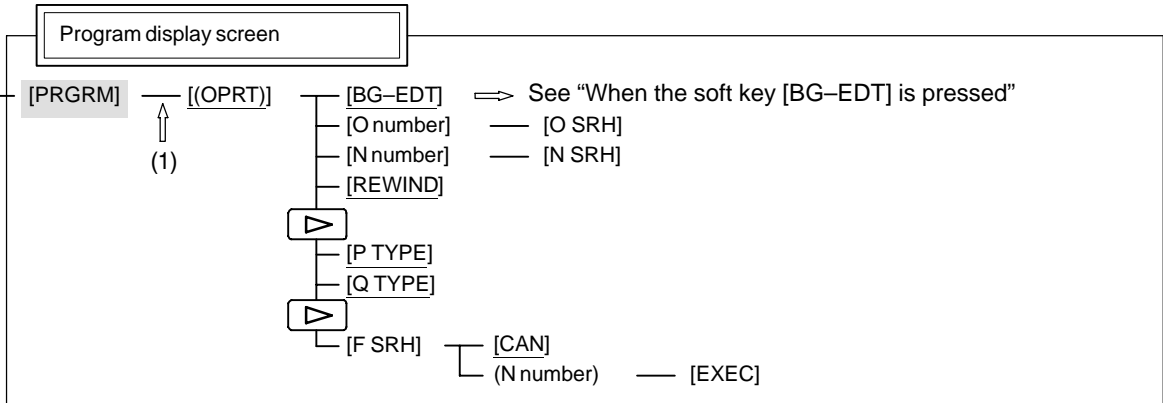 Program display screen
[PRGRM] [(OPRT)] [BG–EDT] See “When the soft key [BG–EDT] is pressed”
[O number] [O SRH]
(1) [N number] [N SRH]
[REWIND]
[P TYPE]
[Q TYPE]
[F SRH] [CAN]
(N number) [EXEC]